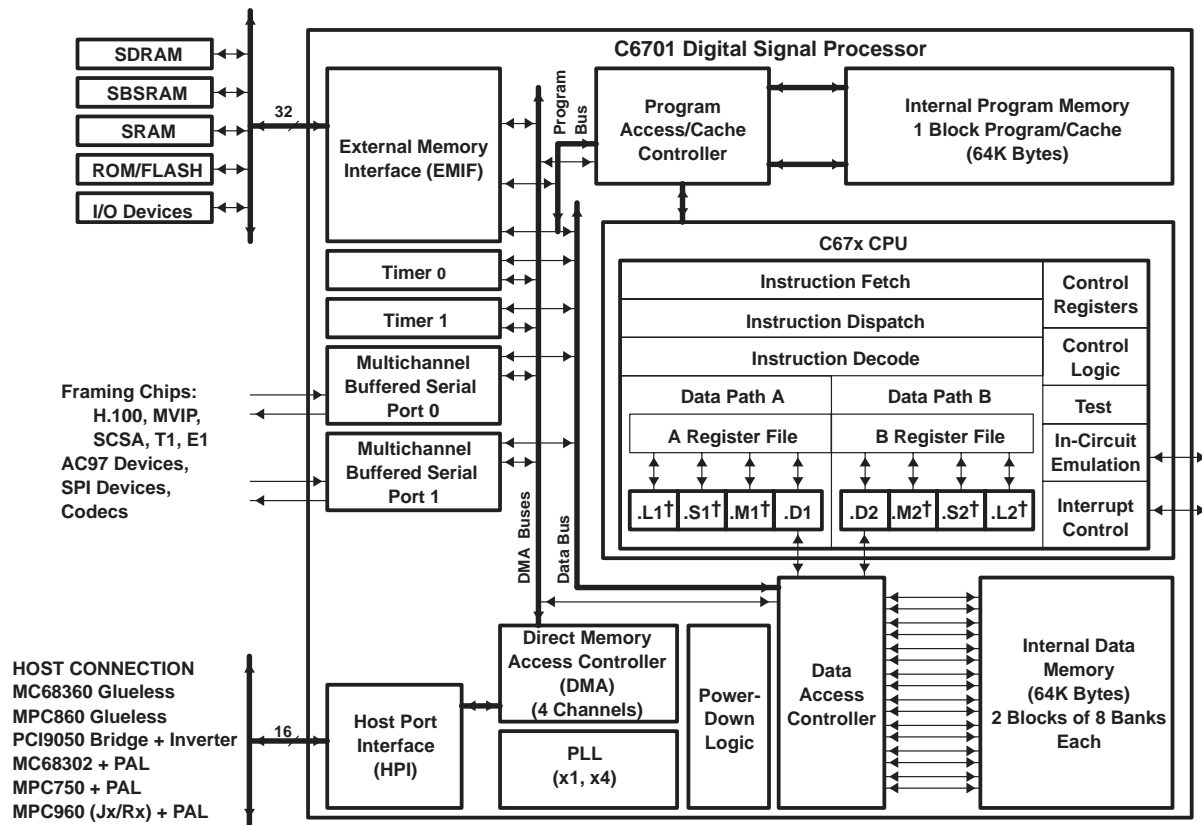 C6701 Digital Signal Processor
SDRAM
SBSRAM
SRAM
ROM/FLASH
I/O Devices
32
External Memory
Interface (EMIF)
Program
Bus
Program
Access/Cache
Controller
Internal Program Memory
1 Block Program/Cache
(64K Bytes)
Timer 0
Timer 1
Multichannel
Buffered Serial
Port 0
Multichannel
Buffered Serial
Port 1
Framing Chips:
H.100, MVIP,
SCSA, T1, E1
AC97 Devices,
SPI Devices,
Codecs
DMA Buses
Data Bus
C67x CPU
Instruction Fetch
Instruction Dispatch
Instruction Decode
Data Path A
Data Path B
A Register File
B Register File
.L1†
.S1†
.M1†
.D1
.D2
.M2†
.S2†
.L2†
Control
Registers
Control
Logic
Test
In-Circuit
Emulation
Interrupt
Control
HOST CONNECTION
MC68360 Glueless
MPC860 Glueless
PCI9050 Bridge + Inverter
MC68302 + PAL
MPC750 + PAL
MPC960 (Jx/Rx) + PAL
16
Host Port
Interface
(HPI)
Direct Memory
Access Controller
(DMA)
(4 Channels)
PLL
(x1, x4)
Power-
Down
Logic
Data
Access
Controller
Internal Data
Memory
(64K Bytes)
2 Blocks of 8 Banks
Each